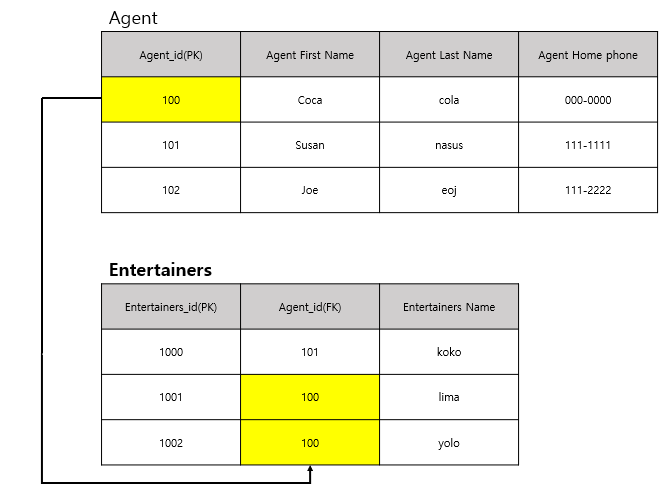 Agent
Agent_id(PK) Agent First Name Agent Last Name Agent Home phone
100 Coca cola 000-0000
101 Susan nasus 111-1111
102 Joe eoj 111-2222
Entertainers
Entertainers_id(PK) Agent_id(FK) Entertainers Name
1000 101 koko
1001 100 lima
1002 100 yolo